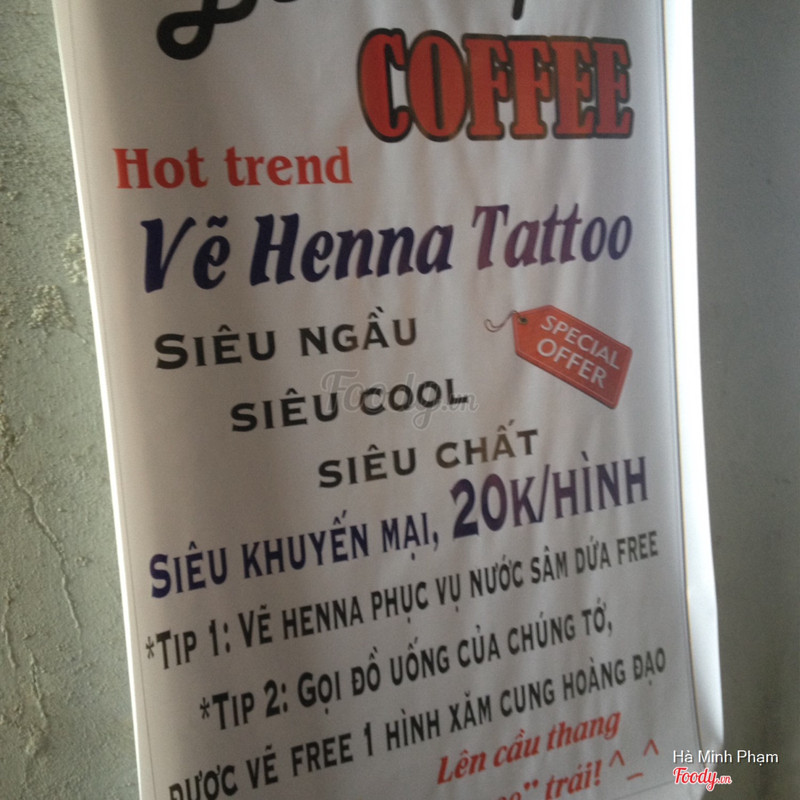 COFFEE
Hot trend
Vẽ Henna Tattoo
SIÊU NGẦU
SPECIAL
OFFER
SIÊU COOL
Foody.vn
SIÊU CHẤT
SIÊU KHUYẾN MẠI, 20K/HÌNH
*TIP 1: VẼ HENNA PHỤC VỤ NƯỚC SÂM DỨA FREE
*TIP 2: GỌI ĐỒ UỐNG CỦA CHÚNG TỚ,
ĐƯỢC VẼ FREE 1 HÌNH XĂM CUNG HOÀNG ĐẠO
Lên cầu thang
trái! ^_^
Hà Minh Phạm
Foody.vn